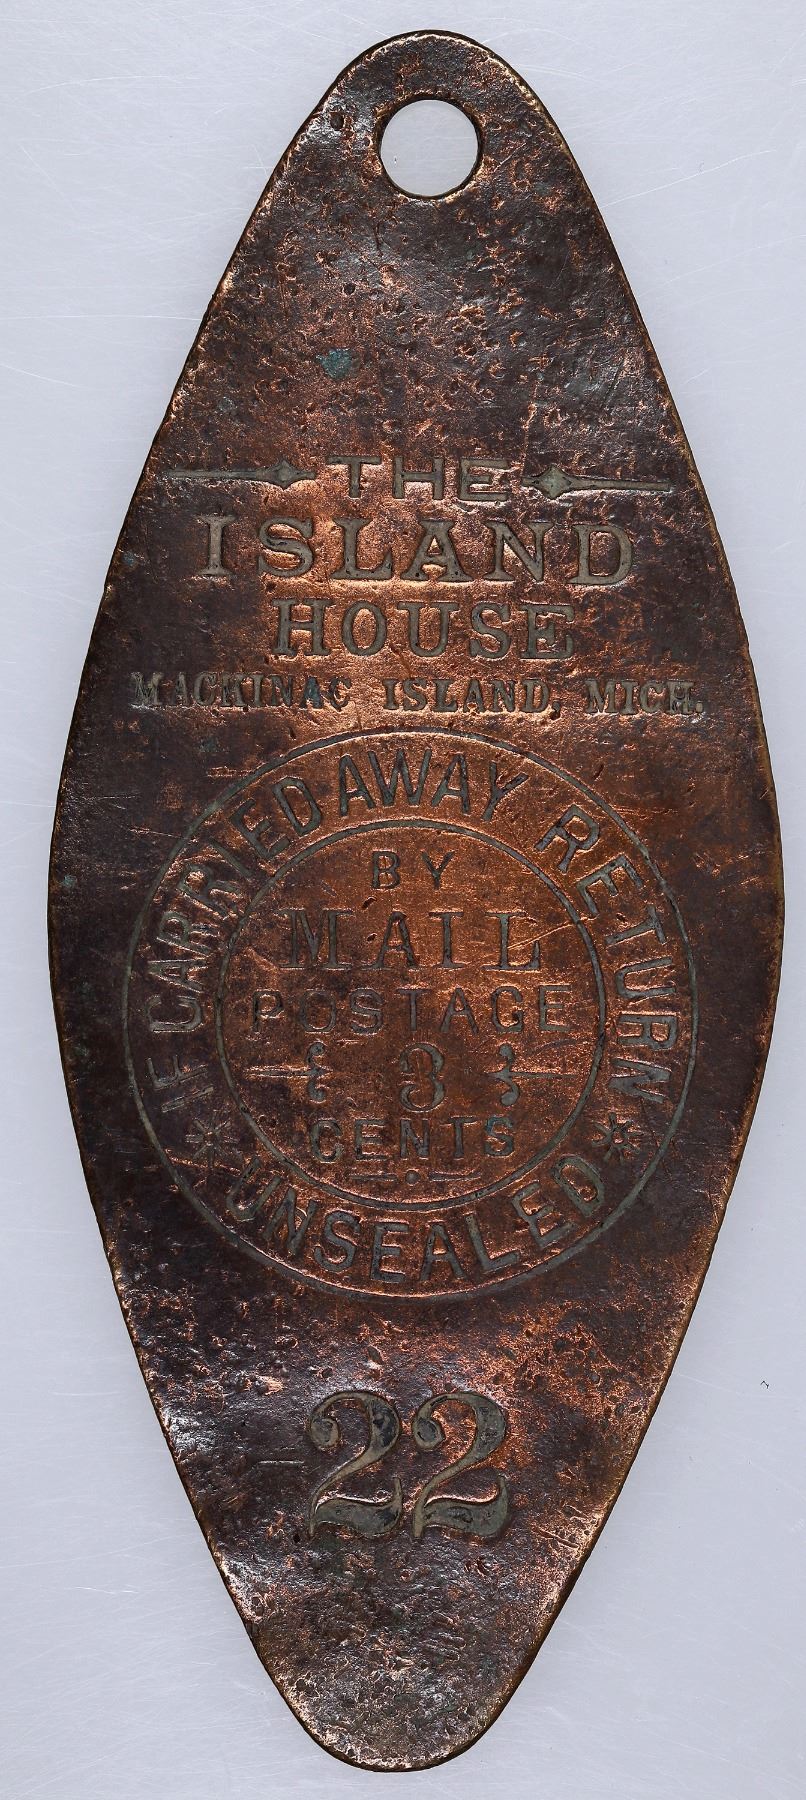 THE
ISLAND
HOUSE
MACKINAC ISLAND, MICH.
IF CARRIED AWAY RETURN
BY
MAIL
POSTAGE
3
CENTS
UNSEALED
22